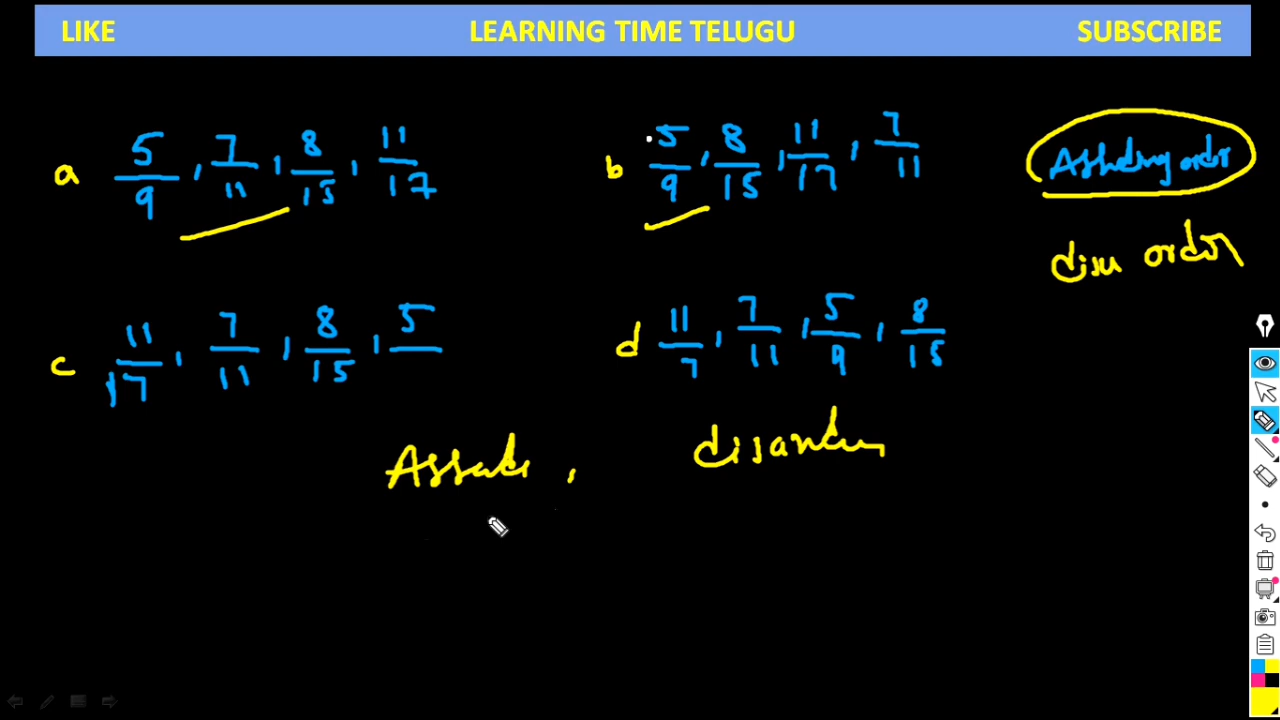 LIKE LEARNING TIME TELUGU SUBSCRIBE
a 5/9, 7/11, 8/15, 11/17
b 5/9, 8/15, 11/17, 7/11
order
order
c 11/17, 7/11, 8/15, 5/
d 11/7, 7/11, 5/9, 8/15